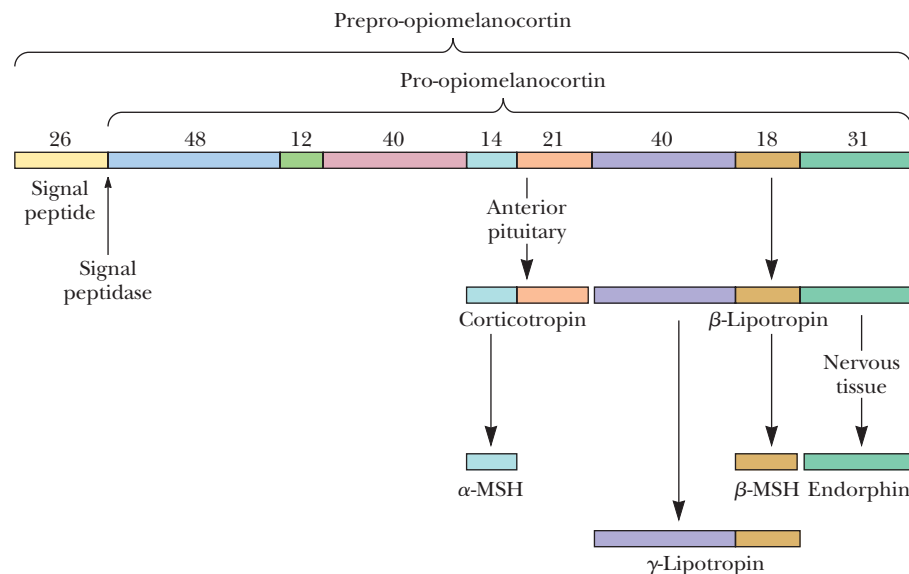 Prepro-opiomelanocortin
Pro-opiomelanocortin
26 48 12 40 14 21 40 18 31
Signal
peptide
Signal
peptidase
Anterior
pituitary
Corticotropin
β-Lipotropin
Nervous
tissue
α-MSH
β-MSH
Endorphin
γ-Lipotropin